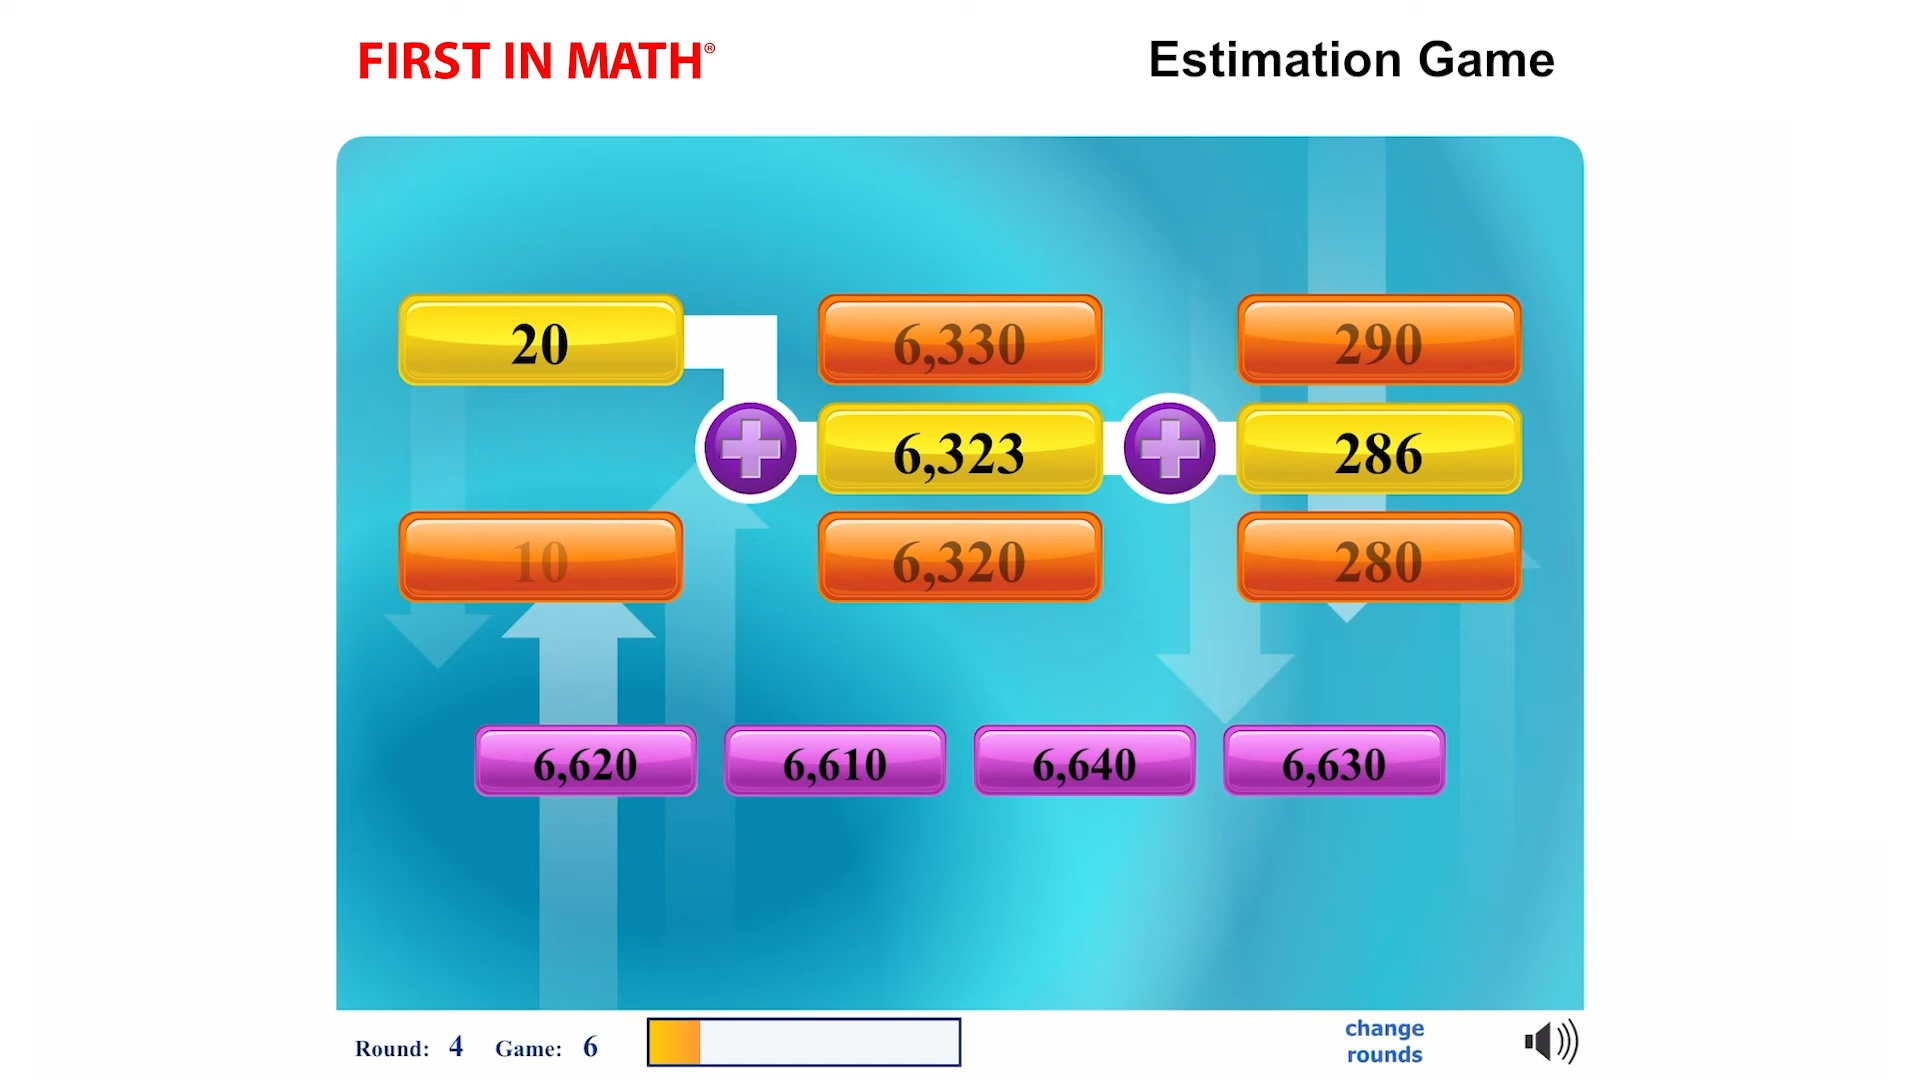 FIRST IN MATH®
Estimation Game
20
6,330
290
6,323
286
10
6,320
280
6,620
6,610
6,640
6,630
Round: 4 Game: 6
change
rounds